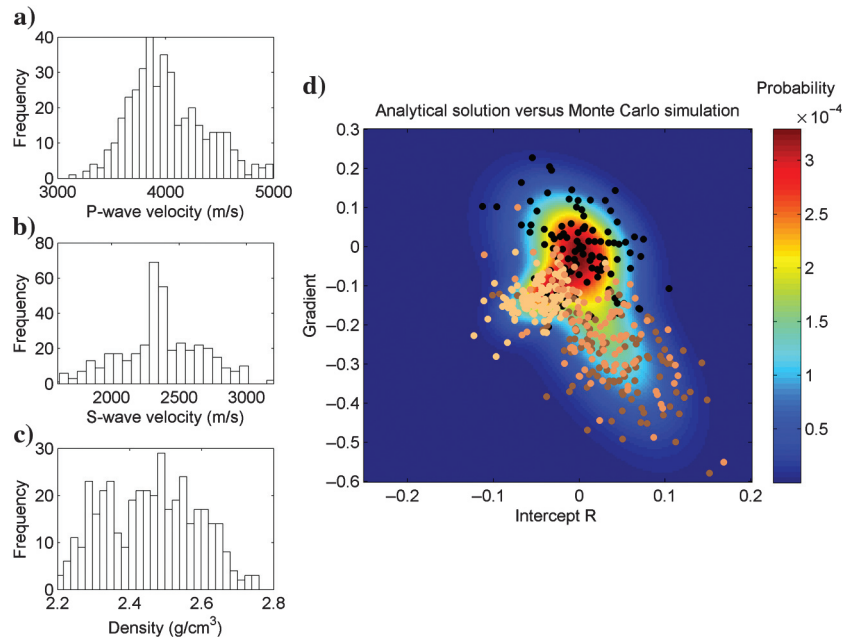 a)
40
30
20
10
0
Frequency
3000 4000 5000
P-wave velocity (m/s)
b)
80
60
40
20
0
Frequency
2000 2500 3000
S-wave velocity (m/s)
c)
30
20
10
0
Frequency
2.2 2.4 2.6 2.8
Density (g/cm³)
d)
Analytical solution versus Monte Carlo simulation
0.3
0.2
0.1
0
–0.1
–0.2
–0.3
–0.4
–0.5
–0.6
Gradient
–0.2 –0.1 0 0.1 0.2
Intercept R
Probability
× 10⁻⁴
3
2.5
2
1.5
1
0.5